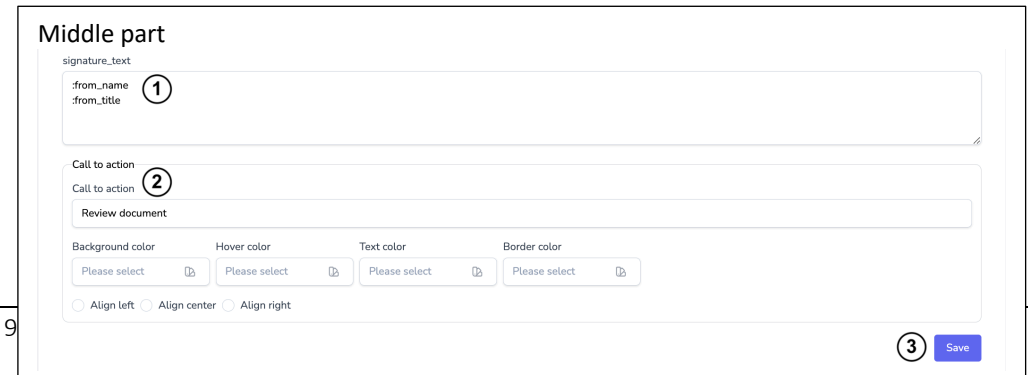 Middle part
signature_text
:from_name
:from_title
1
Call to action
Call to action
2
Review document
Background color Hover color Text color Border color
Please select Please select Please select Please select
Align left Align center Align right
9
3 Save